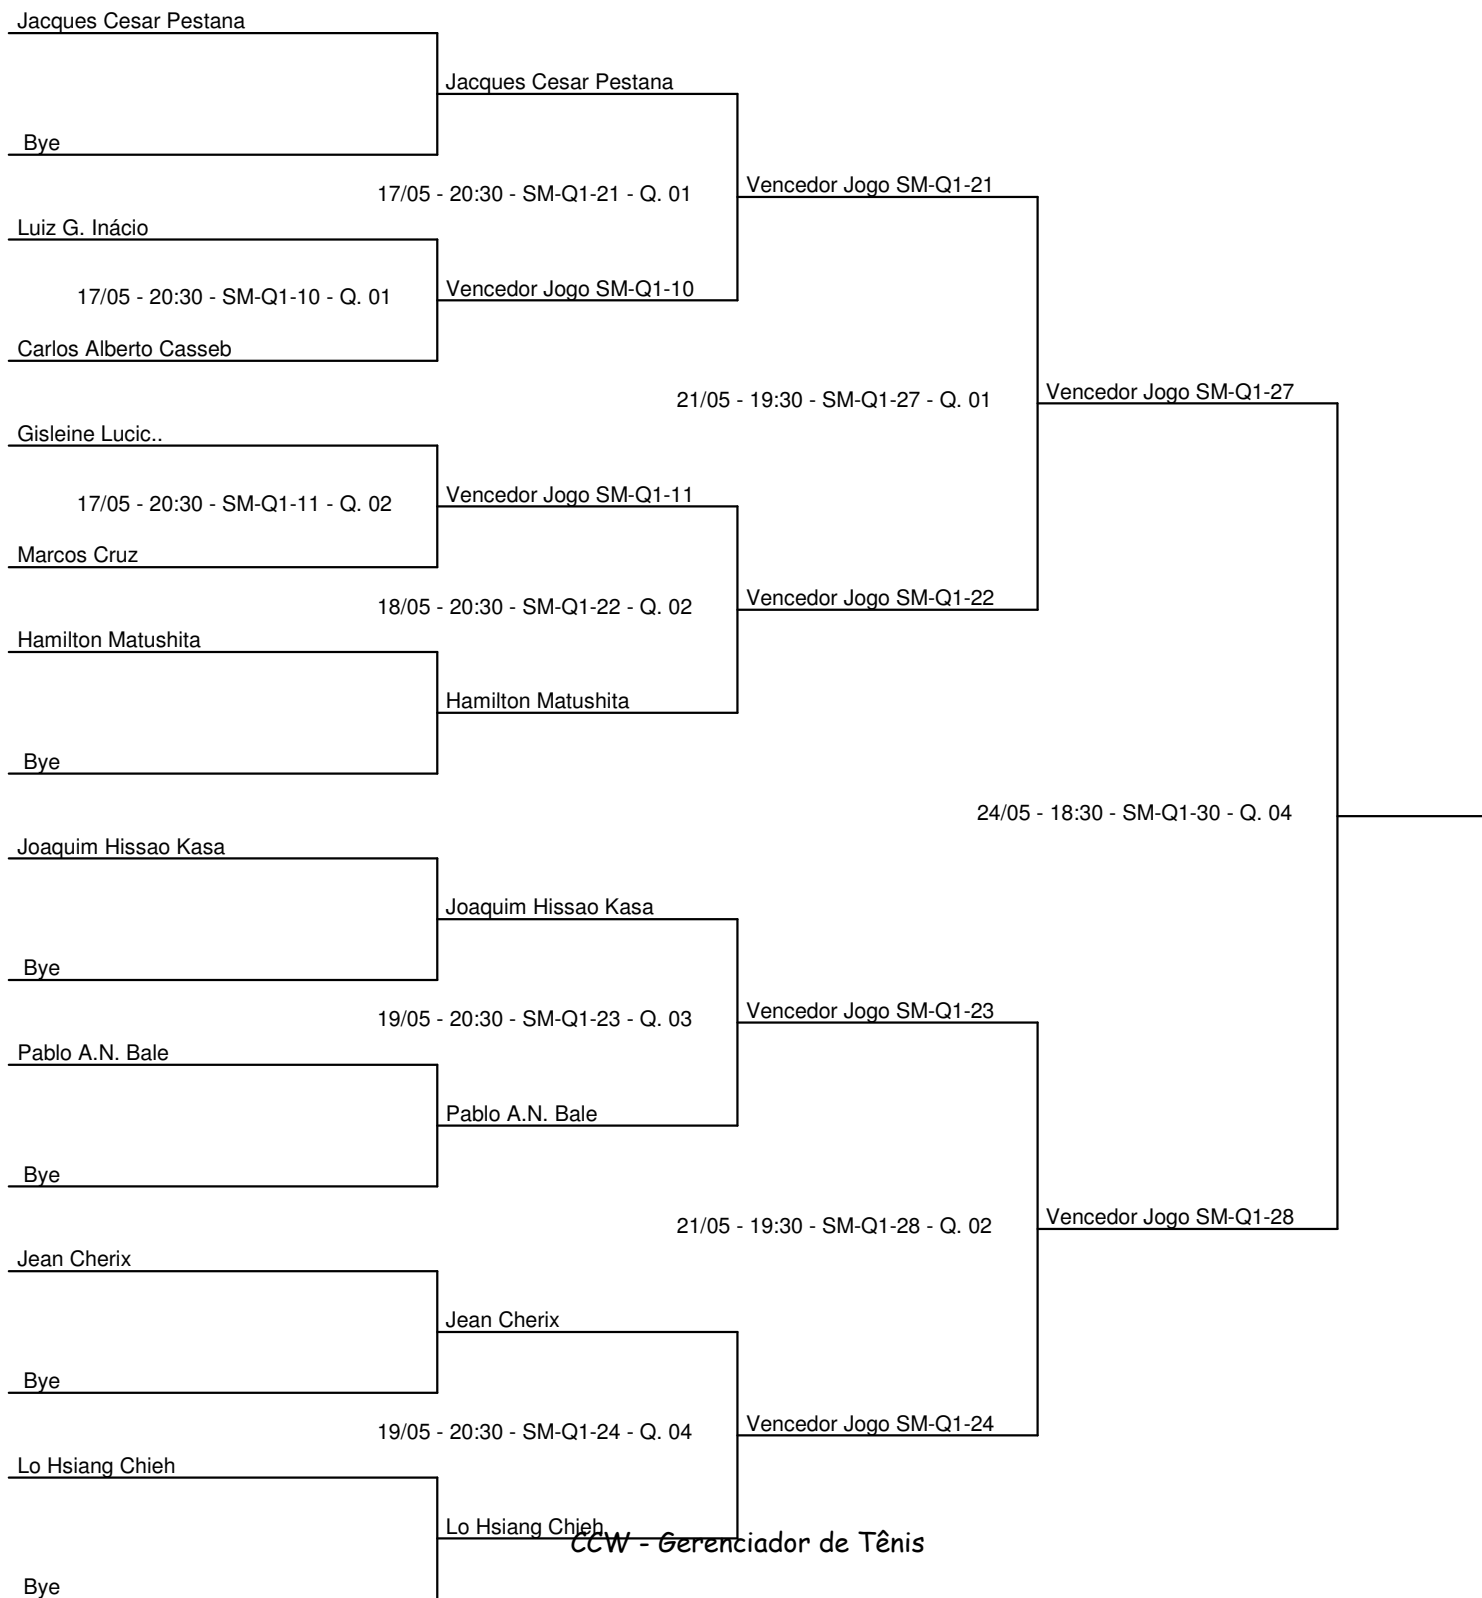 Jacques Cesar Pestana
Jacques Cesar Pestana
Bye
17/05 - 20:30 - SM-Q1-21 - Q. 01
Vencedor Jogo SM-Q1-21
Luiz G. Inácio
17/05 - 20:30 - SM-Q1-10 - Q. 01
Vencedor Jogo SM-Q1-10
Carlos Alberto Casseb
21/05 - 19:30 - SM-Q1-27 - Q. 01
Vencedor Jogo SM-Q1-27
Gisleine Lucic..
17/05 - 20:30 - SM-Q1-11 - Q. 02
Vencedor Jogo SM-Q1-11
Marcos Cruz
18/05 - 20:30 - SM-Q1-22 - Q. 02
Vencedor Jogo SM-Q1-22
Hamilton Matushita
Hamilton Matushita
Bye
24/05 - 18:30 - SM-Q1-30 - Q. 04
Joaquim Hissao Kasa
Joaquim Hissao Kasa
Bye
19/05 - 20:30 - SM-Q1-23 - Q. 03
Vencedor Jogo SM-Q1-23
Pablo A.N. Bale
Pablo A.N. Bale
Bye
21/05 - 19:30 - SM-Q1-28 - Q. 02
Vencedor Jogo SM-Q1-28
Jean Cherix
Jean Cherix
Bye
19/05 - 20:30 - SM-Q1-24 - Q. 04
Vencedor Jogo SM-Q1-24
Lo Hsiang Chieh
Lo Hsiang Chieh
CCW - Gerenciador de Tênis
Bye